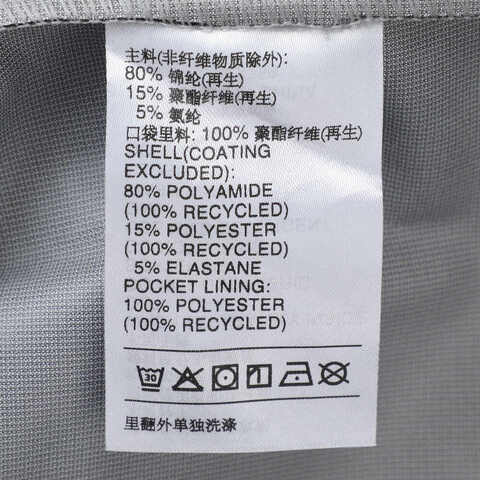 主料(非纤维物质除外):
80% 锦纶(再生)
15% 聚酯纤维(再生)
5% 氨纶
口袋里料: 100% 聚酯纤维(再生)
SHELL(COATING
EXCLUDED):
80% POLYAMIDE
(100% RECYCLED)
15% POLYESTER
(100% RECYCLED)
5% ELASTANE
POCKET LINING:
100% POLYESTER
(100% RECYCLED)
30
里翻外单独洗涤